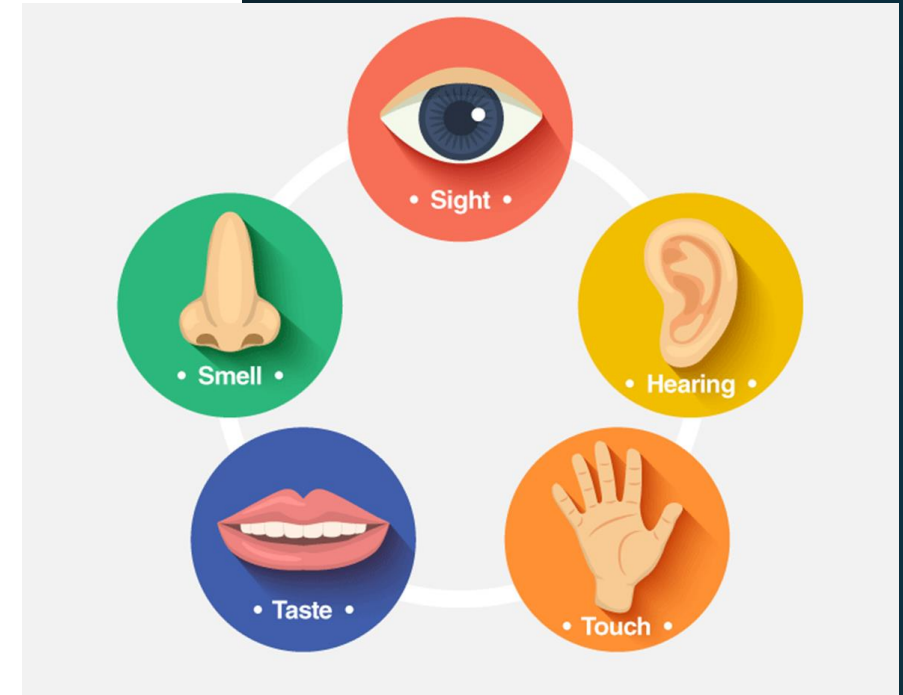 • Sight •
• Smell •
• Hearing •
• Taste •
• Touch •